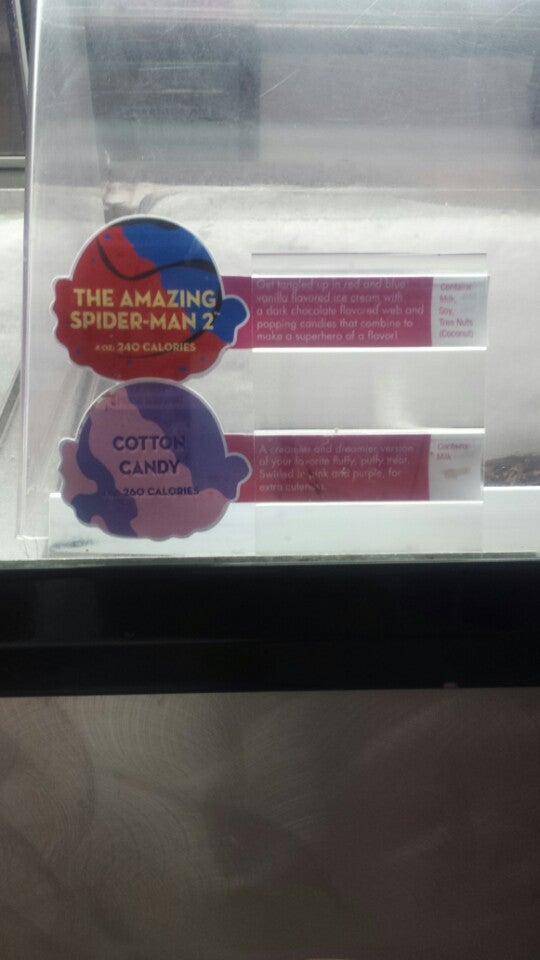 THE AMAZING
SPIDER-MAN 2
4 oz. 240 CALORIES
Get tangled up in red and blue
vanilla flavored ice cream with
a dark chocolate flavored web and
popping candies that combine to
make a superhero of a flavor!
Contains:
Milk,
Soy,
Tree Nuts
(Coconut)
COTTON
CANDY
4 oz. 260 CALORIES
A creamier and dreamier version
of your favorite fluffy, puffy treat.
Swirled in pink and purple, for
extra cuteness.
Contains:
Milk